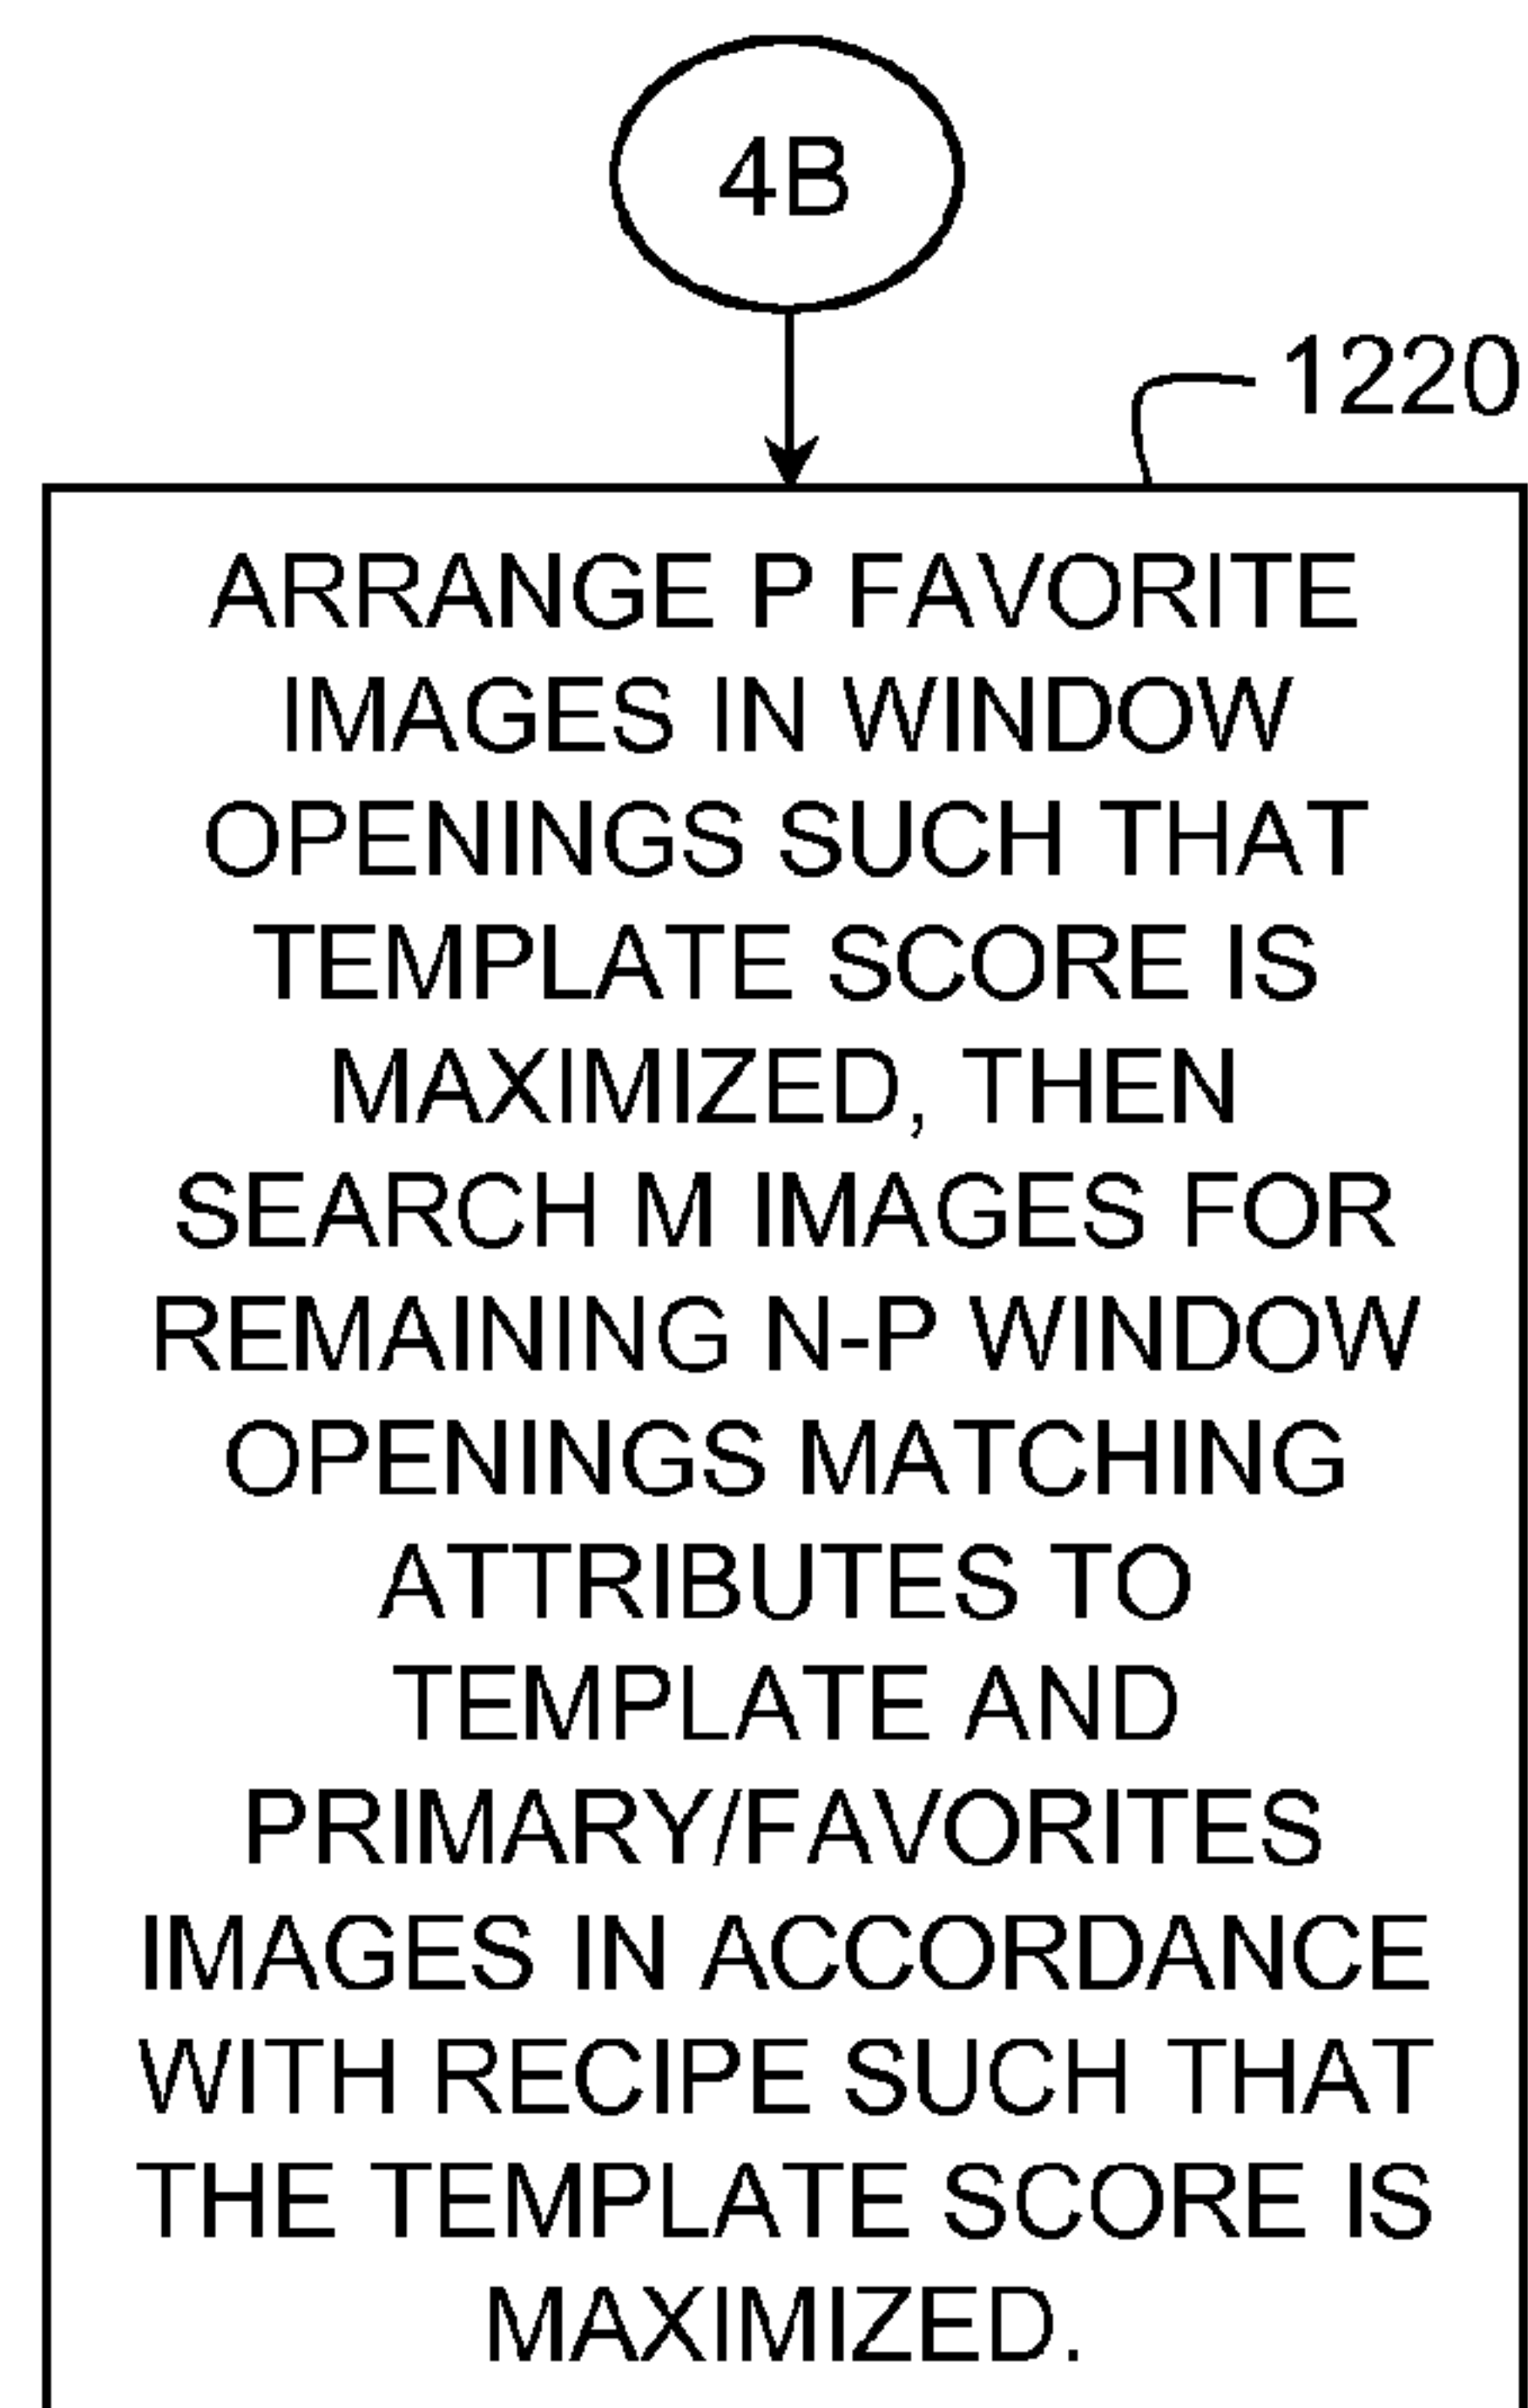 4B
1220
ARRANGE P FAVORITE
IMAGES IN WINDOW
OPENINGS SUCH THAT
TEMPLATE SCORE IS
MAXIMIZED, THEN
SEARCH M IMAGES FOR
REMAINING N-P WINDOW
OPENINGS MATCHING
ATTRIBUTES TO
TEMPLATE AND
PRIMARY/FAVORITES
IMAGES IN ACCORDANCE
WITH RECIPE SUCH THAT
THE TEMPLATE SCORE IS
MAXIMIZED.